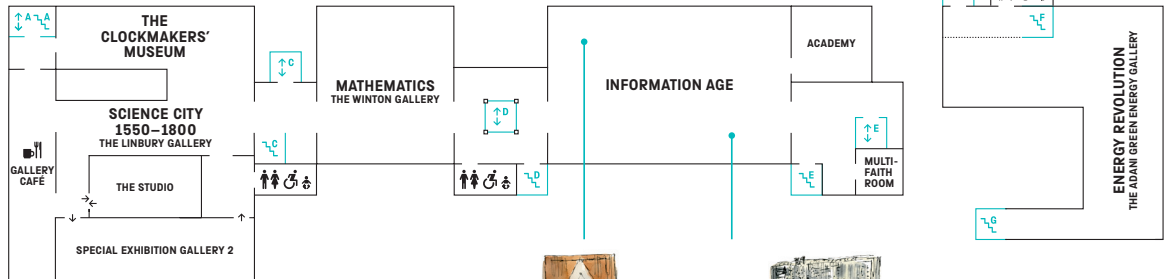 A A
THE
CLOCKMAKERS'
MUSEUM
C
MATHEMATICS
THE WINTON GALLERY
D
INFORMATION AGE
ACADEMY
F
SCIENCE CITY
1550–1800
THE LINBURY GALLERY
GALLERY
CAFÉ
THE STUDIO
C
D
E
MULTI-
FAITH
ROOM
E
SPECIAL EXHIBITION GALLERY 2
ENERGY REVOLUTION
THE ADANI GREEN ENERGY GALLERY
G